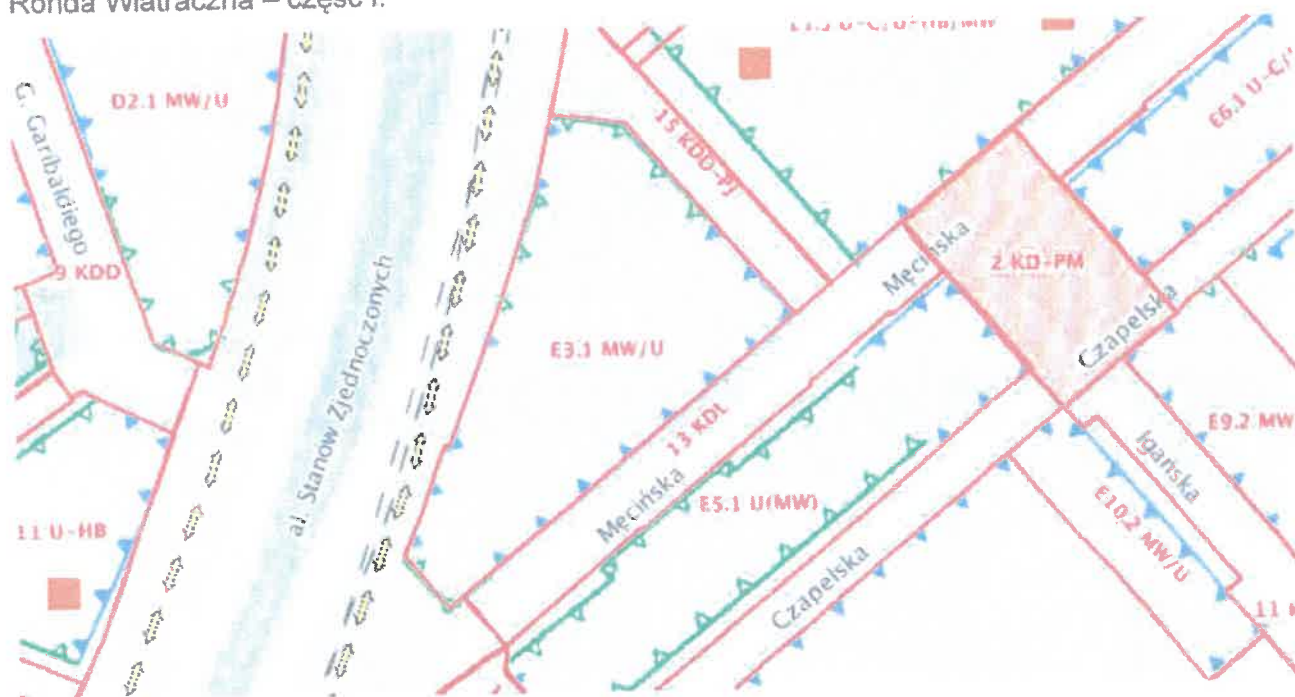 Ronda Wiatraczna – część I.
D2.1 MW/U
G. Garibaldiego
9 KDD
11 U-HB
al. Stanów Zjednoczonych
15 KDD-PJ
E3.1 MW/U
13 KDL
Męcińska
Męcińska
E5.1 U(MW)
2 KD-PM
Czapelska
Czapelska
E9.2 MW
Igańska
E10.2 MW/U